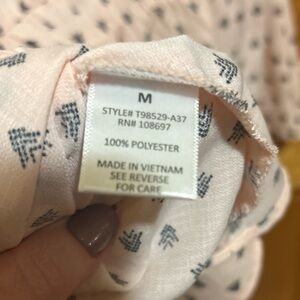 M
STYLE# T98529-A37
RN# 108697
100% POLYESTER
MADE IN VIETNAM
SEE REVERSE
FOR CARE